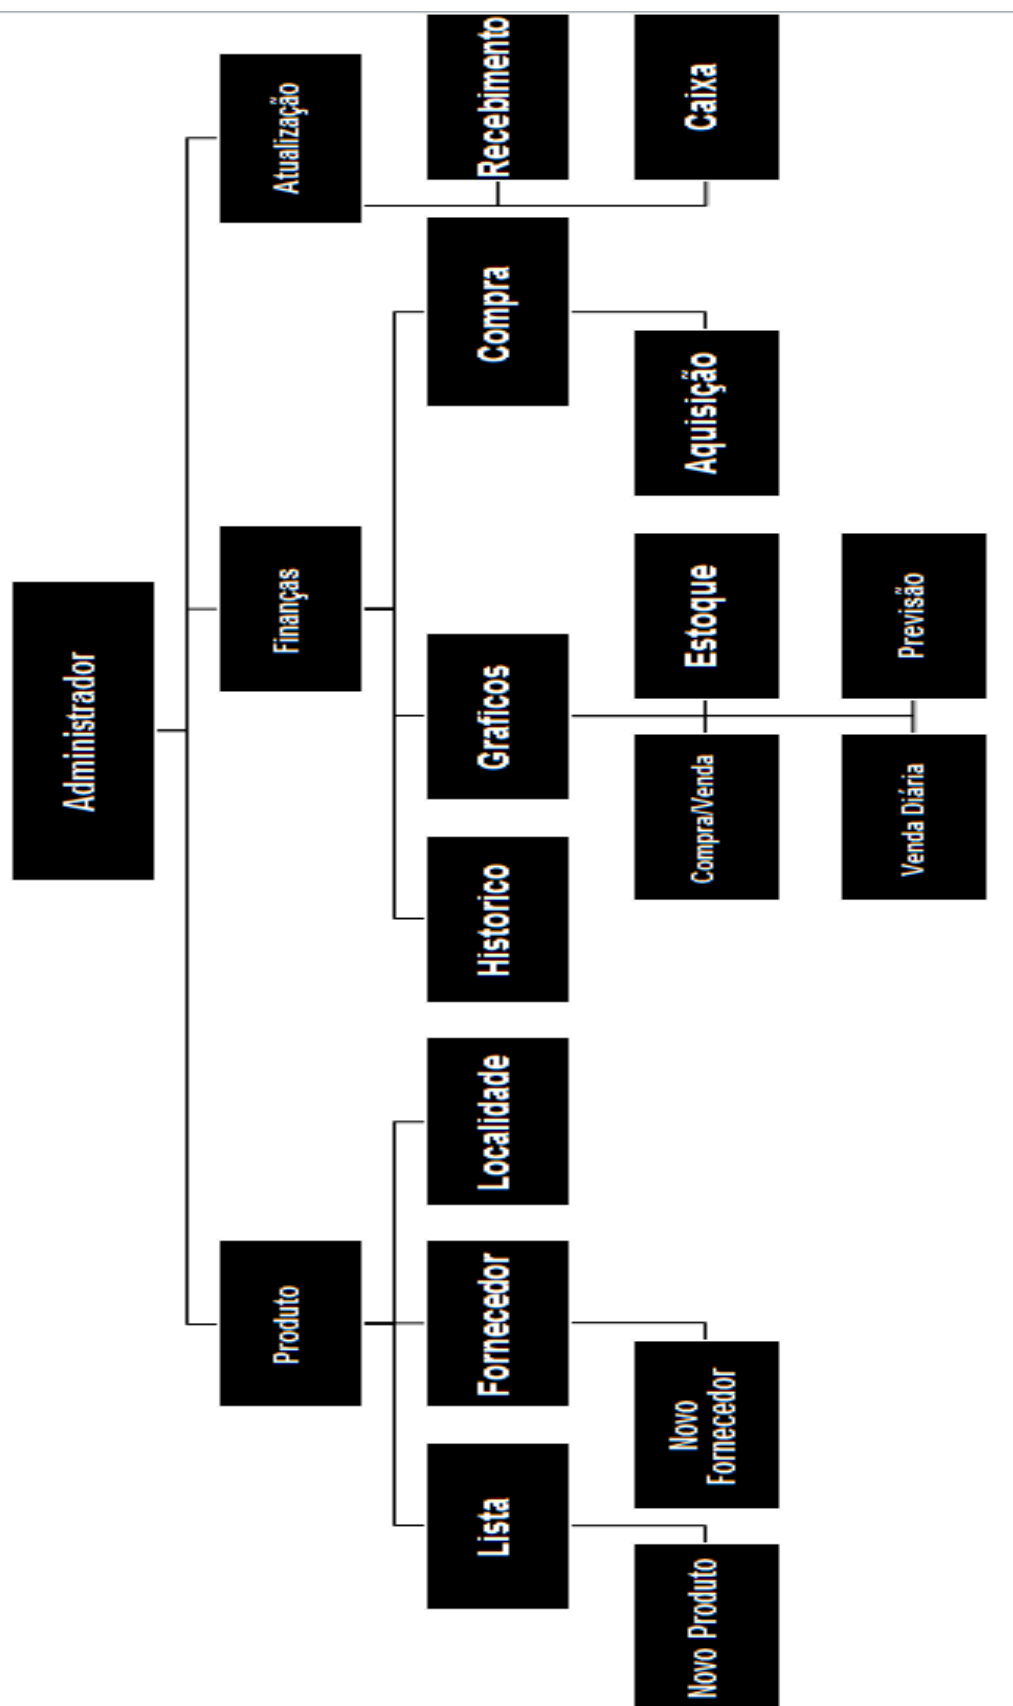 Administrador
Produto
Finanças
Atualização
Lista
Fornecedor
Localidade
Historico
Graficos
Compra
Recebimento
Novo Produto
Novo
Fornecedor
Compra/Venda
Estoque
Aquisição
Caixa
Venda Diária
Previsão